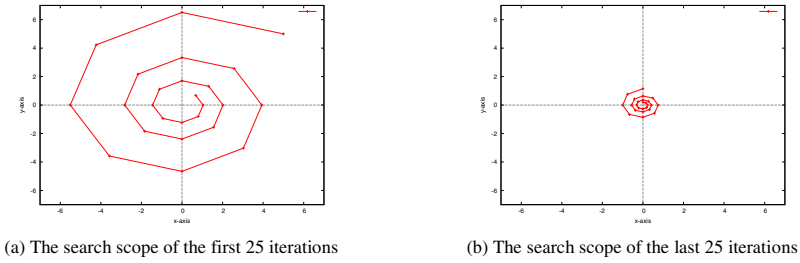 6
4
2
0
-2
-4
-6
y-axis
-6 -4 -2 0 2 4 6
x-axis
6
4
2
0
-2
-4
-6
y-axis
-6 -4 -2 0 2 4 6
x-axis
(a) The search scope of the first 25 iterations
(b) The search scope of the last 25 iterations